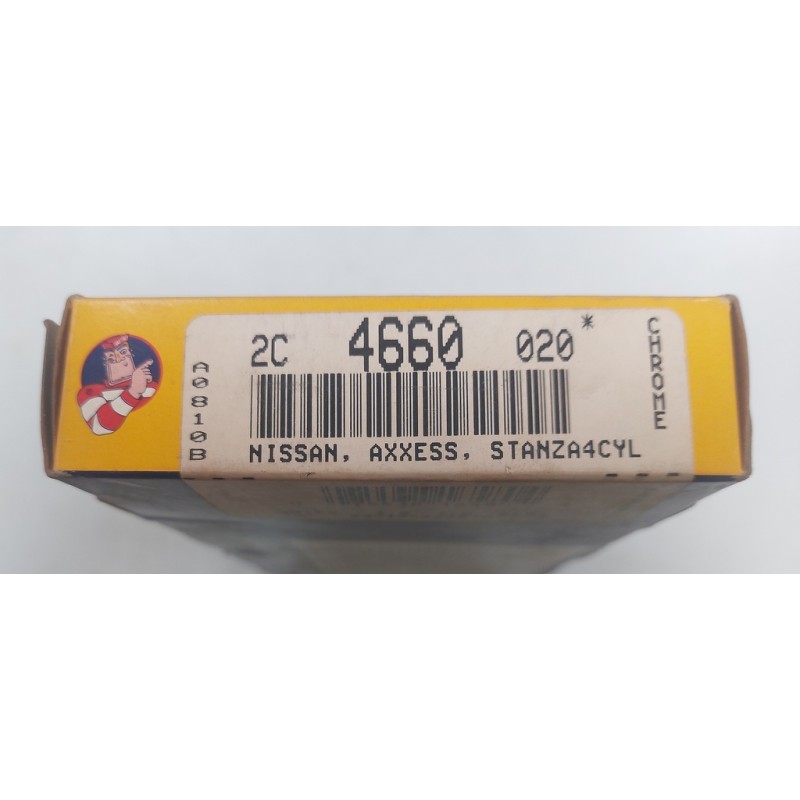 2C 4660 020*
CHROME
A0810B
NISSAN, AXXESS, STANZA4CYL